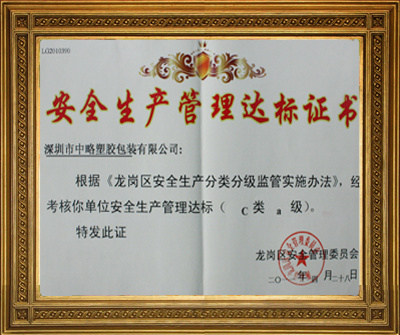 LG2010390
安全生产管理达标证书
深圳市中略塑胶包装有限公司:
根据《龙岗区安全生产分类分级监管实施办法》,经
考核你单位安全生产管理达标( C 类 a 级)。
特发此证
龙岗区安全管理委员会
二〇 年四月二十八日